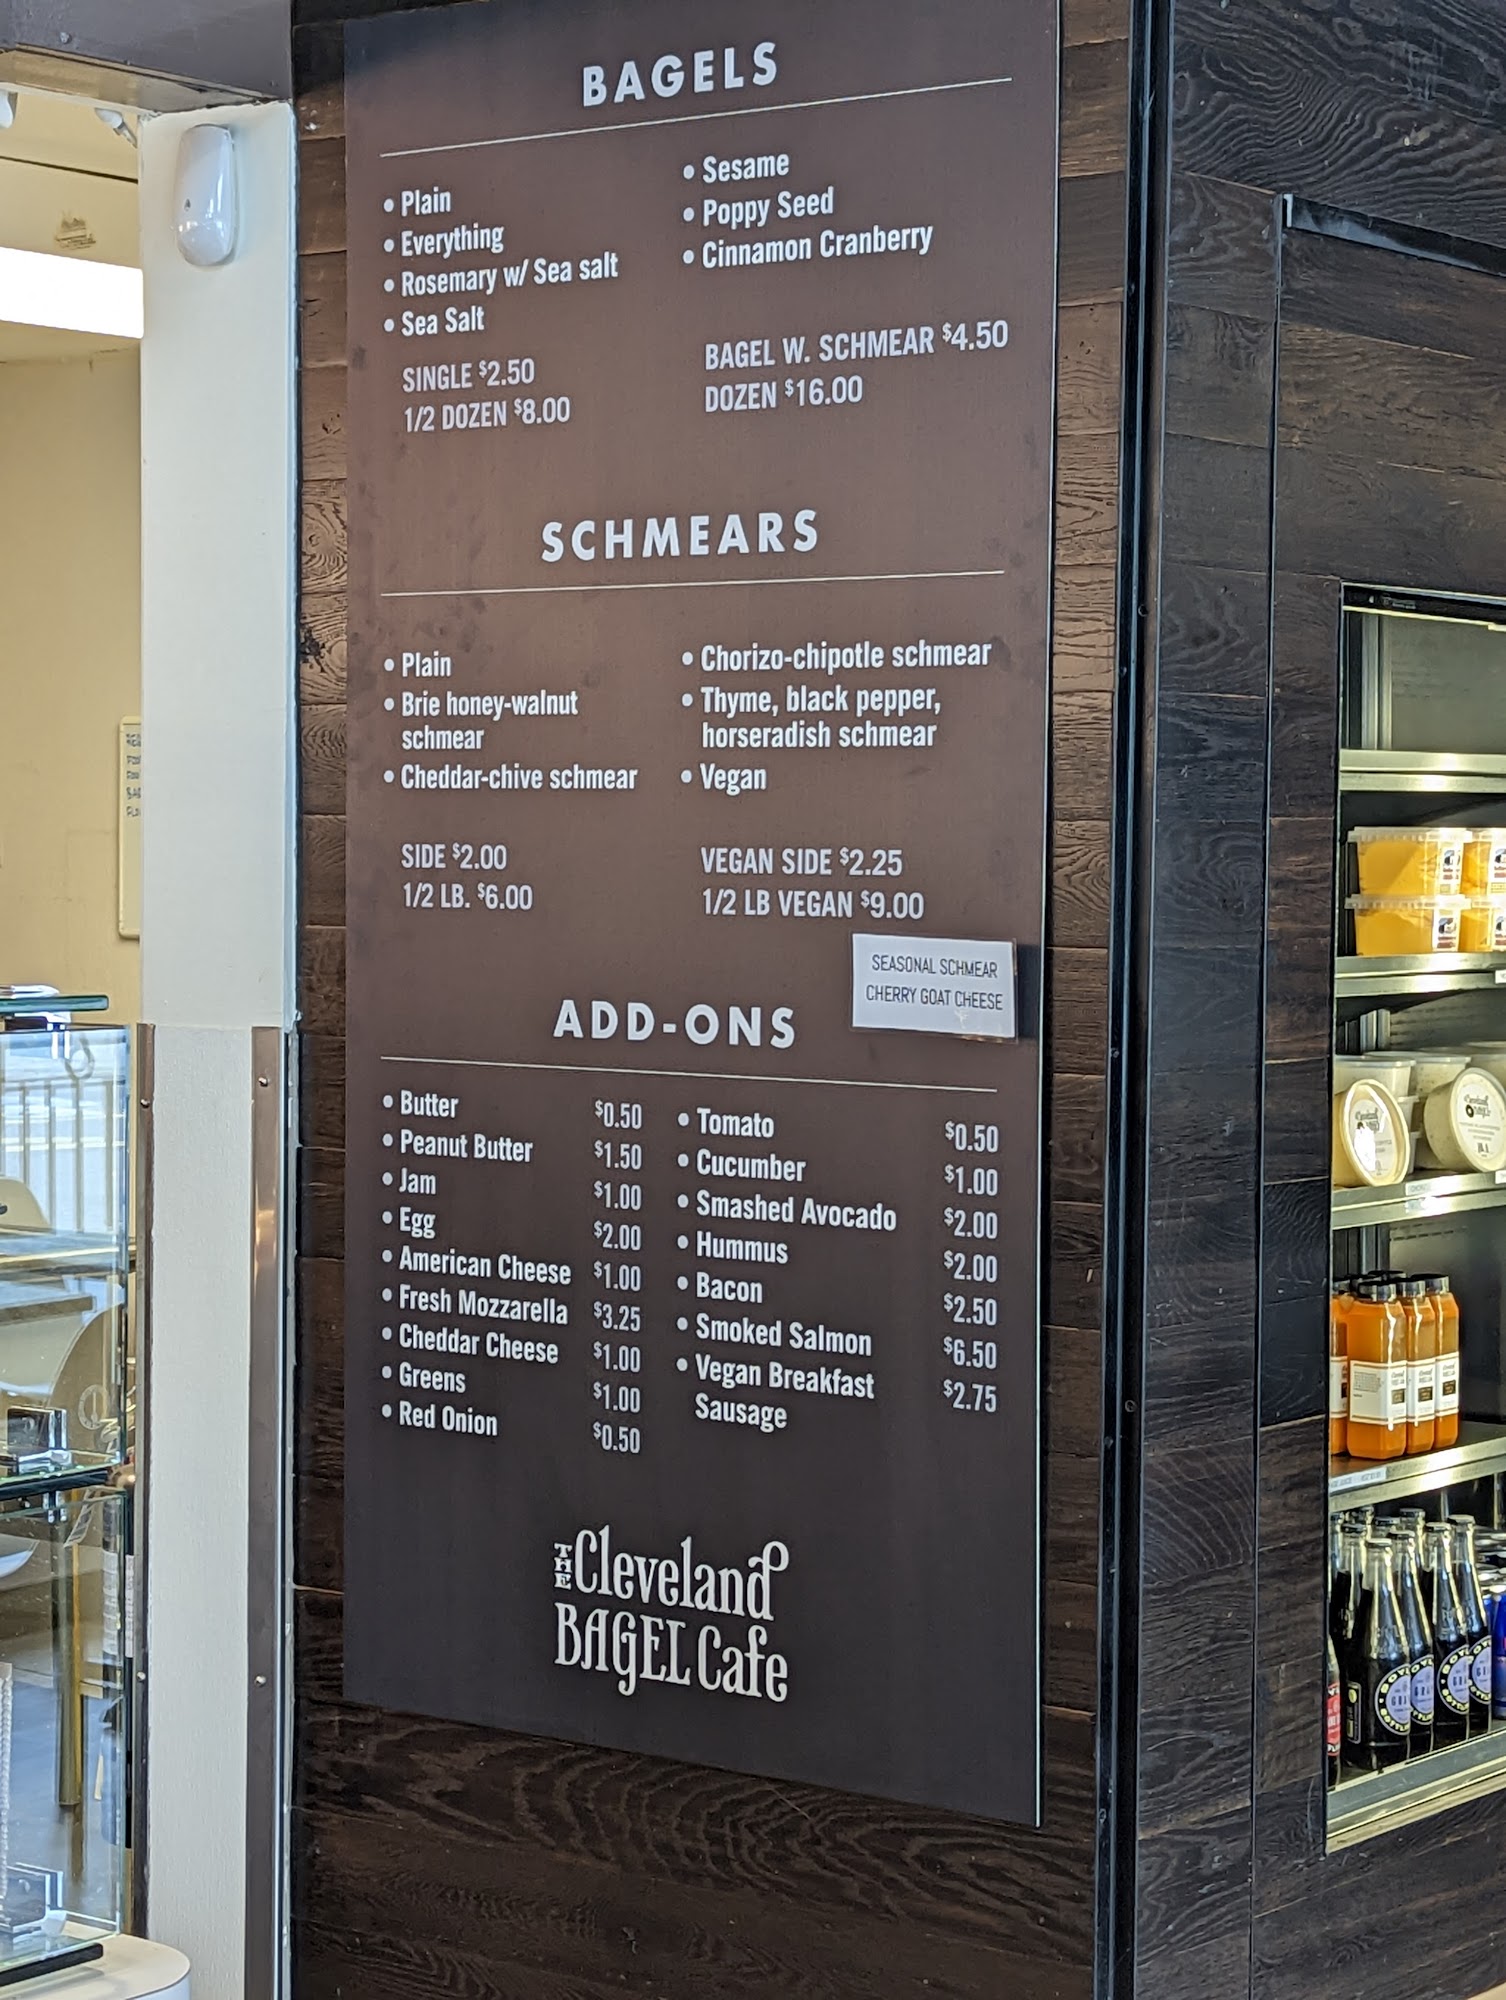 BAGELS
• Plain
• Everything
• Rosemary w/ Sea salt
• Sea Salt
SINGLE $2.50
1/2 DOZEN $8.00
• Sesame
• Poppy Seed
• Cinnamon Cranberry
BAGEL W. SCHMEAR $4.50
DOZEN $16.00
SCHMEARS
• Plain
• Brie honey-walnut
schmear
• Cheddar-chive schmear
SIDE $2.00
1/2 LB. $6.00
• Chorizo-chipotle schmear
• Thyme, black pepper,
horseradish schmear
• Vegan
VEGAN SIDE $2.25
1/2 LB VEGAN $9.00
SEASONAL SCHMEAR
CHERRY GOAT CHEESE
ADD-ONS
• Butter $0.50
• Peanut Butter $1.50
• Jam $1.00
• Egg $2.00
• American Cheese $1.00
• Fresh Mozzarella $3.25
• Cheddar Cheese $1.00
• Greens $1.00
• Red Onion $0.50
• Tomato $0.50
• Cucumber $1.00
• Smashed Avocado $2.00
• Hummus $2.00
• Bacon $2.50
• Smoked Salmon $6.50
• Vegan Breakfast $2.75
Sausage
THE Cleveland
BAGEL Cafe